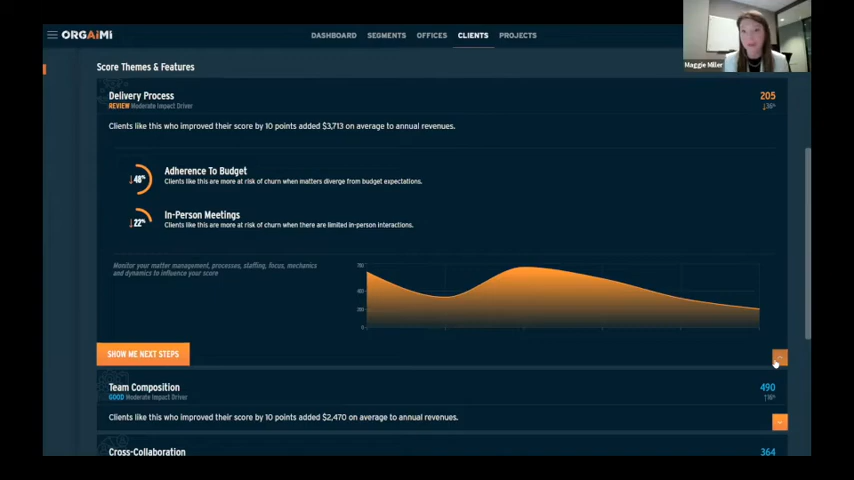 ORGAiMi
DASHBOARD SEGMENTS OFFICES CLIENTS PROJECTS
Maggie Miller
Score Themes & Features
Delivery Process
205
REVIEW Moderate Impact Driver
↓36%
Clients like this who improved their score by 10 points added $3,713 on average to annual revenues.
↓48%
Adherence To Budget
Clients like this are more at risk of churn when matters diverge from budget expectations.
↓22%
In-Person Meetings
Clients like this are more at risk of churn when there are limited in-person interactions.
Monitor your matter management, processes, staffing, focus, mechanics
and dynamics to influence your score
0
SHOW ME NEXT STEPS
Team Composition
490
GOOD Moderate Impact Driver
Clients like this who improved their score by 10 points added $2,470 on average to annual revenues.
Cross-Collaboration
364